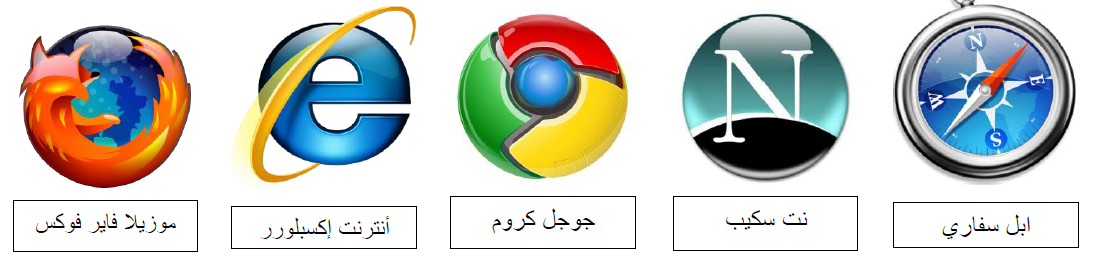 موزيلا فاير فوكس
أنترنت إكسبلورر
جوجل كروم
نت سكيب
ابل سفاري
N
N
E
S
W